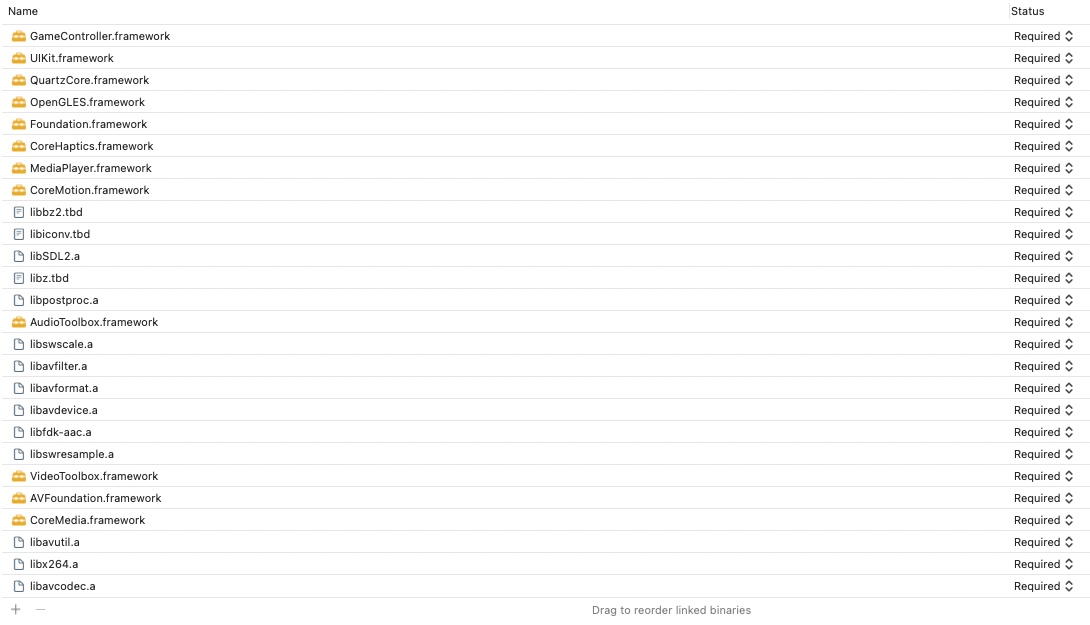 Name Status
GameController.framework Required
UIKit.framework Required
QuartzCore.framework Required
OpenGLES.framework Required
Foundation.framework Required
CoreHaptics.framework Required
MediaPlayer.framework Required
CoreMotion.framework Required
libbz2.tbd Required
libiconv.tbd Required
libSDL2.a Required
libz.tbd Required
libpostproc.a Required
AudioToolbox.framework Required
libswscale.a Required
libavfilter.a Required
libavformat.a Required
libavdevice.a Required
libfdk-aac.a Required
libswresample.a Required
VideoToolbox.framework Required
AVFoundation.framework Required
CoreMedia.framework Required
libavutil.a Required
libx264.a Required
libavcodec.a Required
Drag to reorder linked binaries